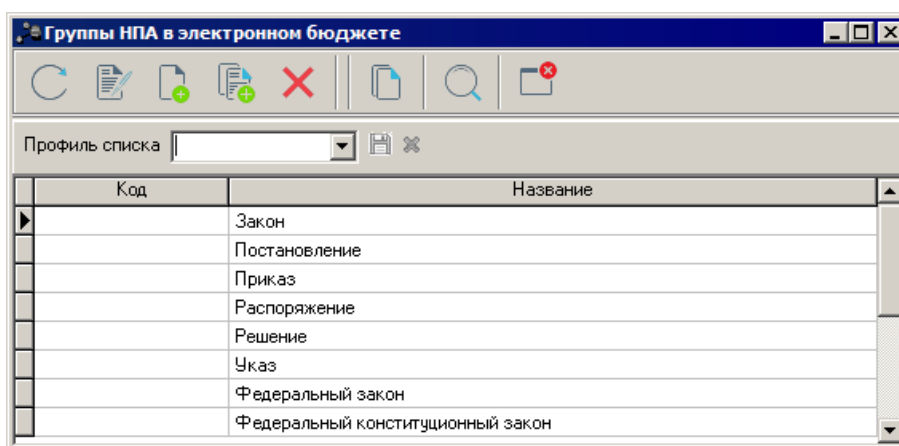 Группы НПА в электронном бюджете
Профиль списка
Код Название
Закон
Постановление
Приказ
Распоряжение
Решение
Указ
Федеральный закон
Федеральный конституционный закон